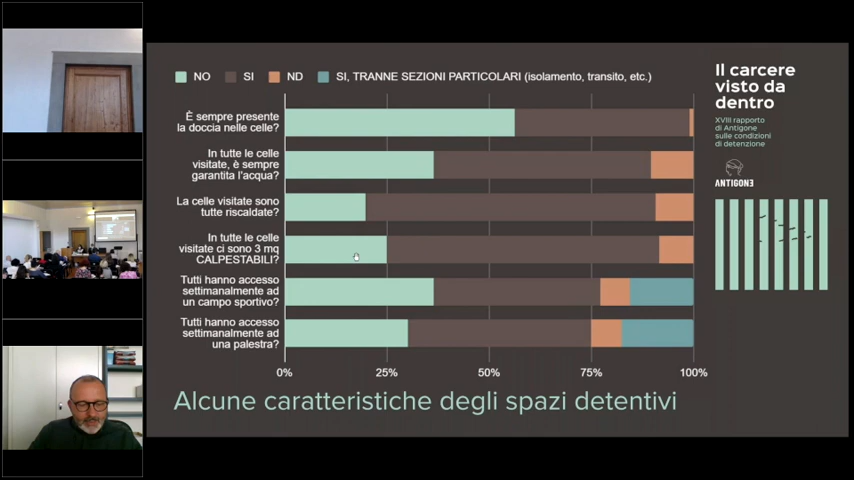 NO SI ND SI, TRANNE SEZIONI PARTICOLARI (isolamento, transito, etc.)
È sempre presente
la doccia nelle celle?
In tutte le celle
visitate, è sempre
garantita l'acqua?
La celle visitate sono
tutte riscaldate?
In tutte le celle
visitate ci sono 3 mq
CALPESTABILI?
Tutti hanno accesso
settimanalmente ad
un campo sportivo?
Tutti hanno accesso
settimanalmente ad
una palestra?
0% 25% 50% 75% 100%
Alcune caratteristiche degli spazi detentivi
Il carcere
visto da
dentro
XVIII rapporto
di Antigone
sulle condizioni
di detenzione
ANTIGONE